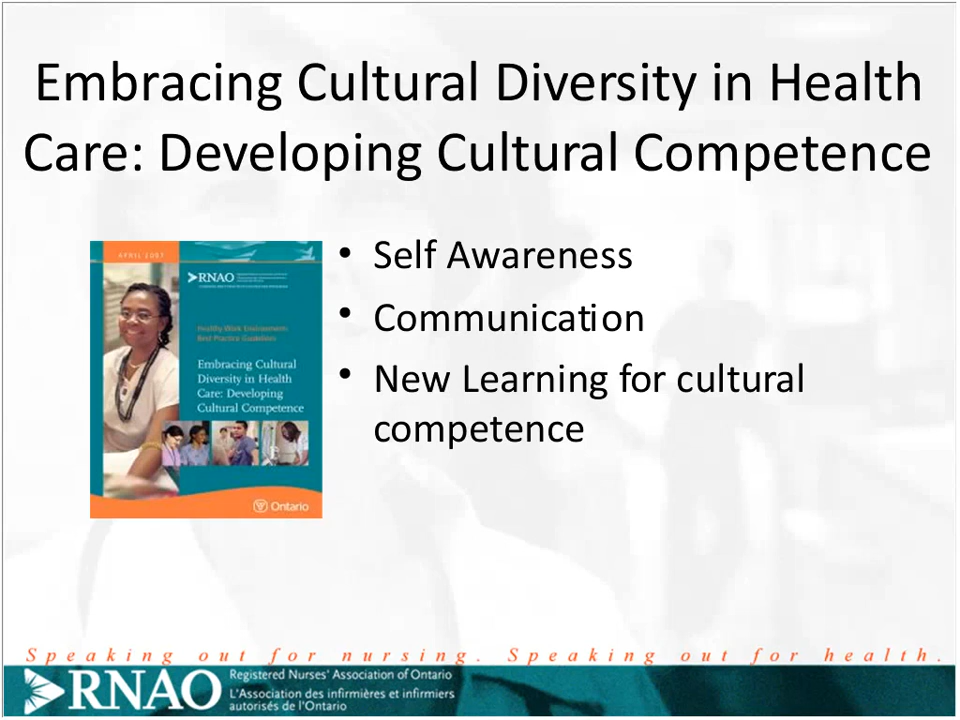 Embracing Cultural Diversity in Health
Care: Developing Cultural Competence
APRIL 2007
RNAO
Healthy Work Environments
Best Practice Guidelines
Embracing Cultural
Diversity in Health
Care: Developing
Cultural Competence
Ontario
• Self Awareness
• Communication
• New Learning for cultural
competence
Speaking out for nursing. Speaking out for health.
RNAO
Registered Nurses' Association of Ontario
L'Association des infirmières et infirmiers
autorisés de l'Ontario